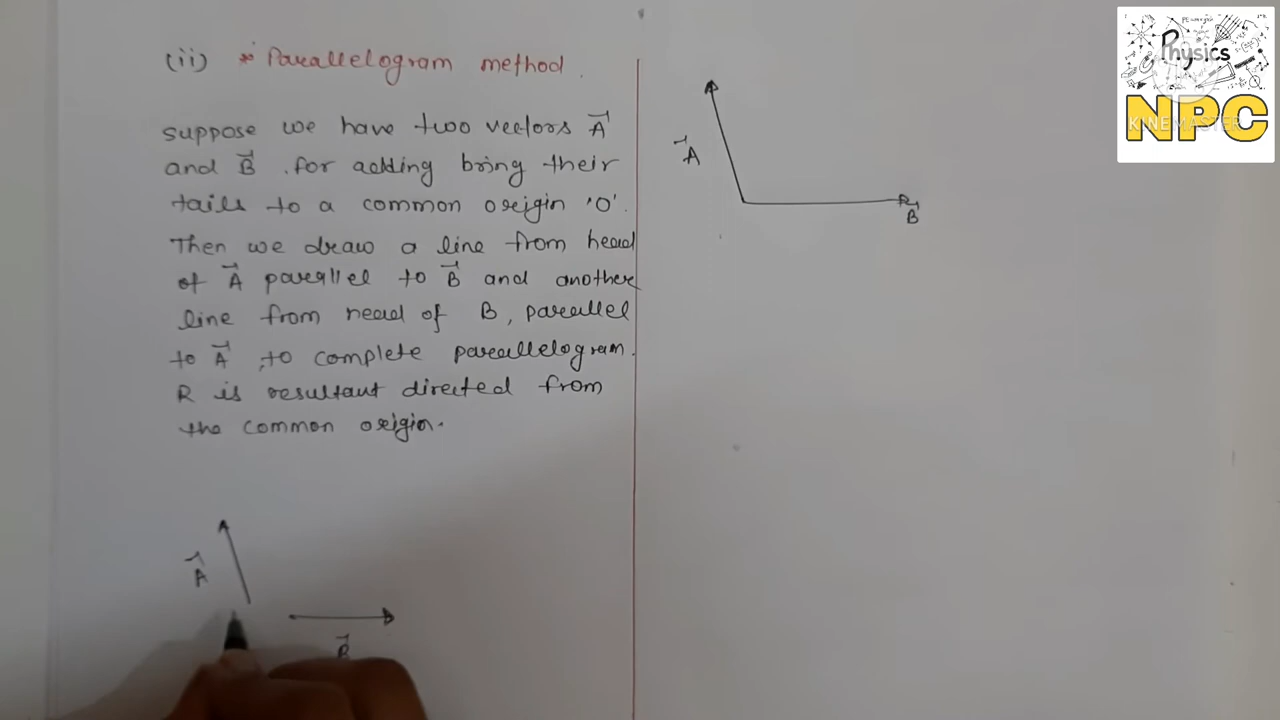 (ii) * Parallelogram method.
suppose we have two vectors A⃗
and B⃗ .for adding bring their
tails to a common origin 'O'.
Then we draw a line from head
of A⃗ parallel to B⃗ and another
line from head of B, parallel
to A⃗ ,to complete parallelogram.
R is resultant directed from
the common origin.
A⃗
B⃗
A⃗
B⃗
Physics
NPC
KINEMASTER